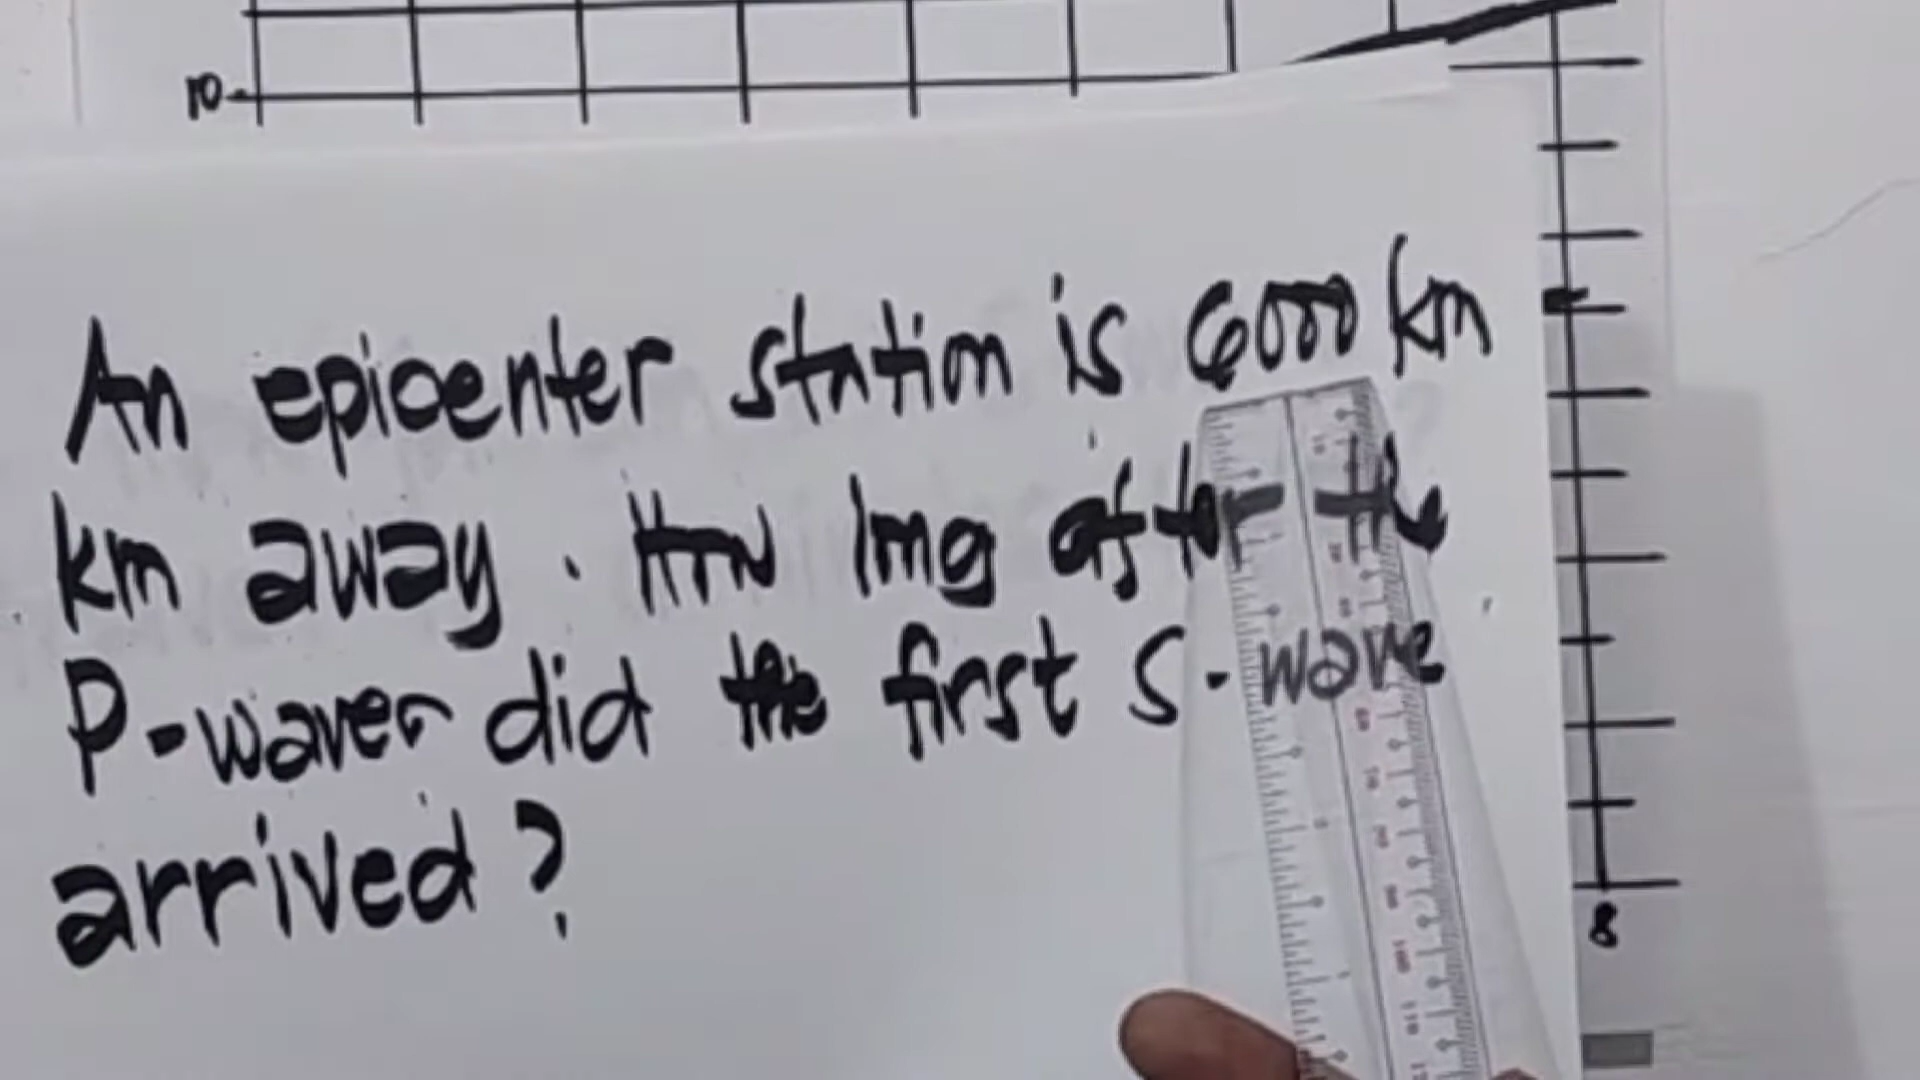 10
An epicenter station is 6000 km
km away. How long after the
P-waves did the first S-wave
arrived?
8